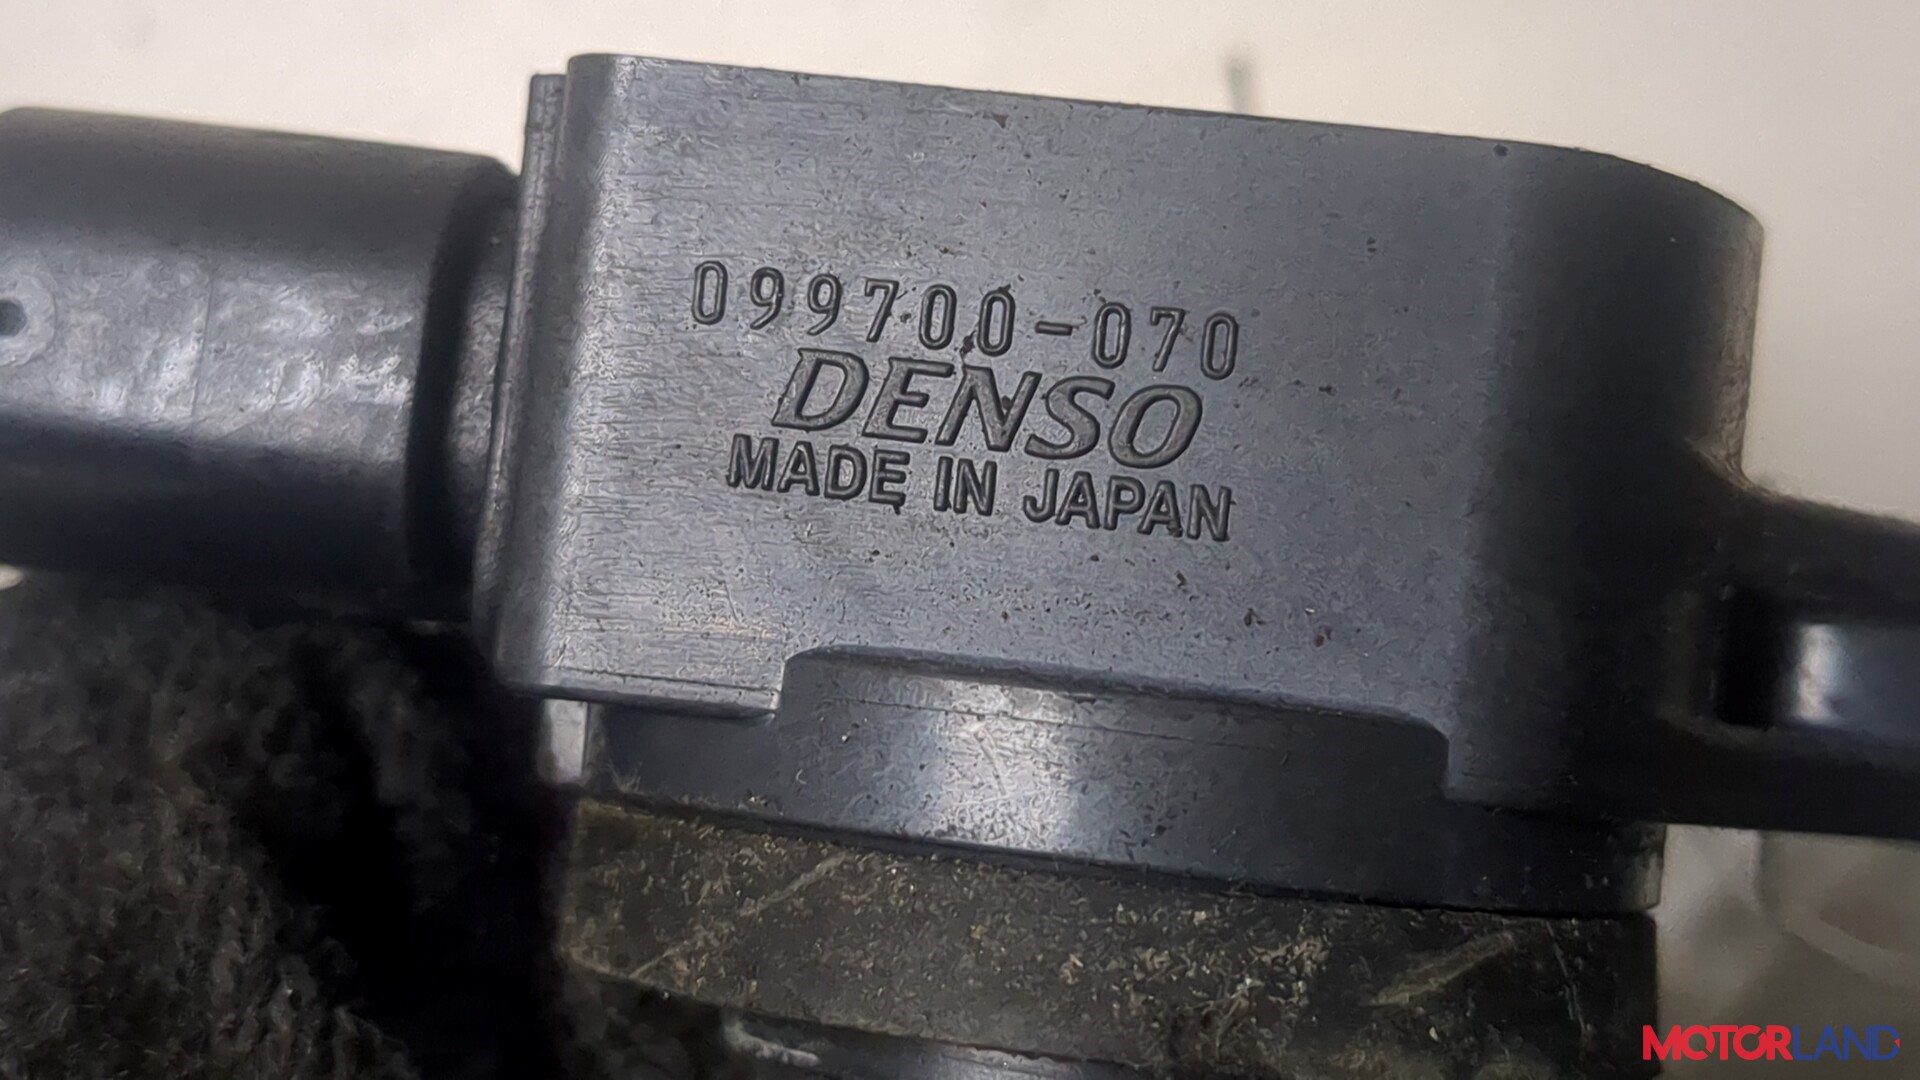 099700-070
DENSO
MADE IN JAPAN
MOTORLAND